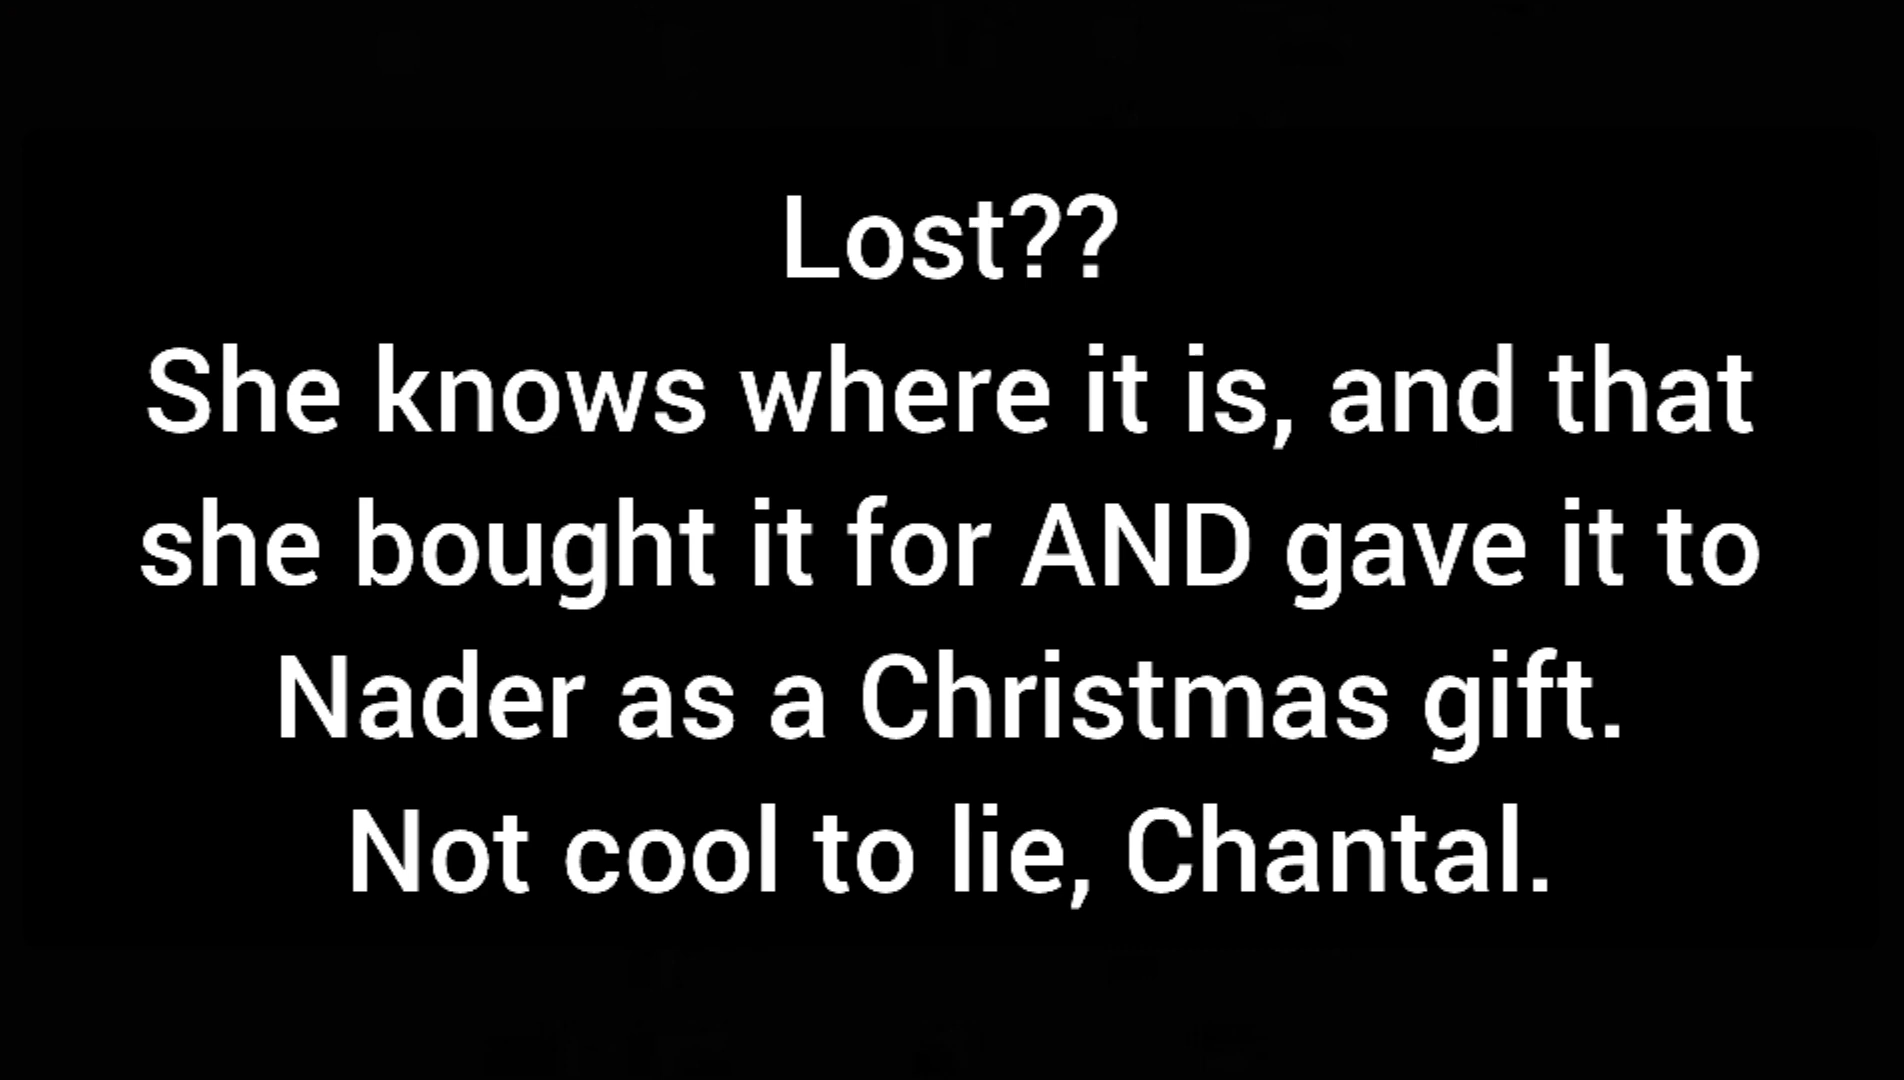 Lost??
She knows where it is, and that
she bought it for AND gave it to
Nader as a Christmas gift.
Not cool to lie, Chantal.